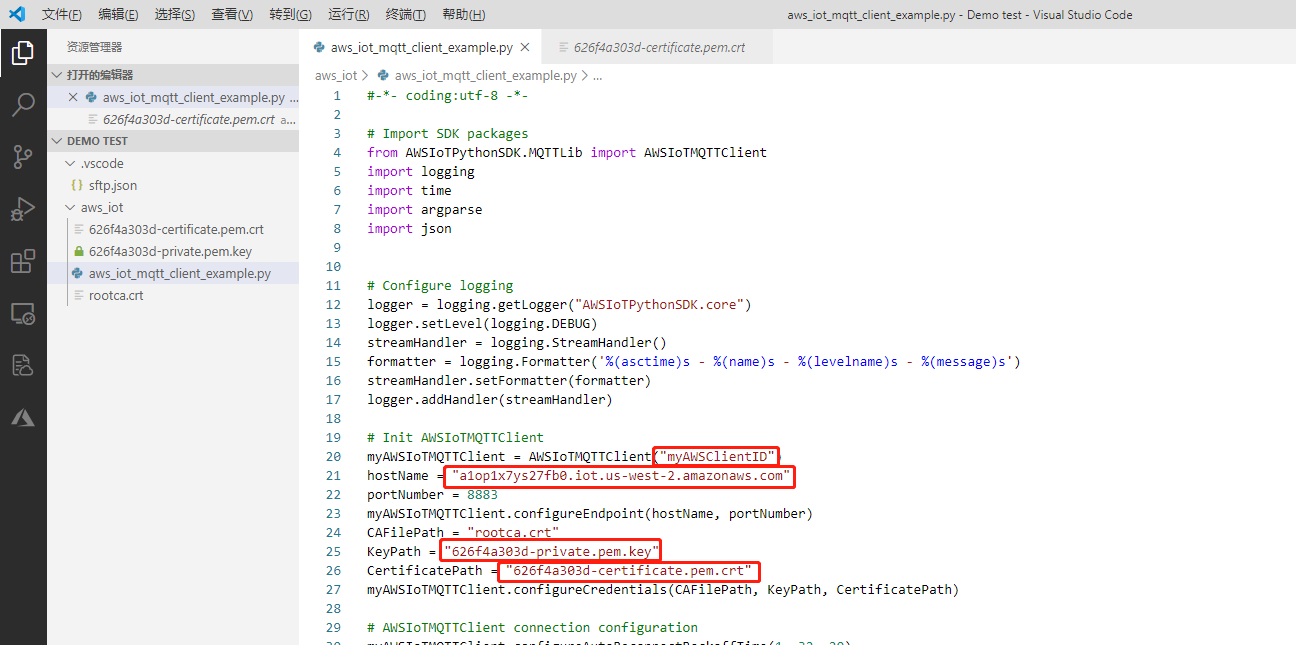 文件(F) 编辑(E) 选择(S) 查看(V) 转到(G) 运行(R) 终端(T) 帮助(H) aws_iot_mqtt_client_example.py - Demo test - Visual Studio Code
资源管理器
打开的编辑器
aws_iot_mqtt_client_example.py ...
626f4a303d-certificate.pem.crt a...
DEMO TEST
.vscode
{} sftp.json
aws_iot
626f4a303d-certificate.pem.crt
626f4a303d-private.pem.key
aws_iot_mqtt_client_example.py
rootca.crt
aws_iot_mqtt_client_example.py 626f4a303d-certificate.pem.crt
aws_iot > aws_iot_mqtt_client_example.py > ...
1 #-*- coding:utf-8 -*-
2
3 # Import SDK packages
4 from AWSIoTPythonSDK.MQTTLib import AWSIoTMQTTClient
5 import logging
6 import time
7 import argparse
8 import json
9
10
11 # Configure logging
12 logger = logging.getLogger("AWSIoTPythonSDK.core")
13 logger.setLevel(logging.DEBUG)
14 streamHandler = logging.StreamHandler()
15 formatter = logging.Formatter('%(asctime)s - %(name)s - %(levelname)s - %(message)s')
16 streamHandler.setFormatter(formatter)
17 logger.addHandler(streamHandler)
18
19 # Init AWSIoTMQTTClient
20 myAWSIoTMQTTClient = AWSIoTMQTTClient("myAWSClientID")
21 hostName = "a1op1x7ys27fb0.iot.us-west-2.amazonaws.com"
22 portNumber = 8883
23 myAWSIoTMQTTClient.configureEndpoint(hostName, portNumber)
24 CAFilePath = "rootca.crt"
25 KeyPath = "626f4a303d-private.pem.key"
26 CertificatePath = "626f4a303d-certificate.pem.crt"
27 myAWSIoTMQTTClient.configureCredentials(CAFilePath, KeyPath, CertificatePath)
28
29 # AWSIoTMQTTClient connection configuration